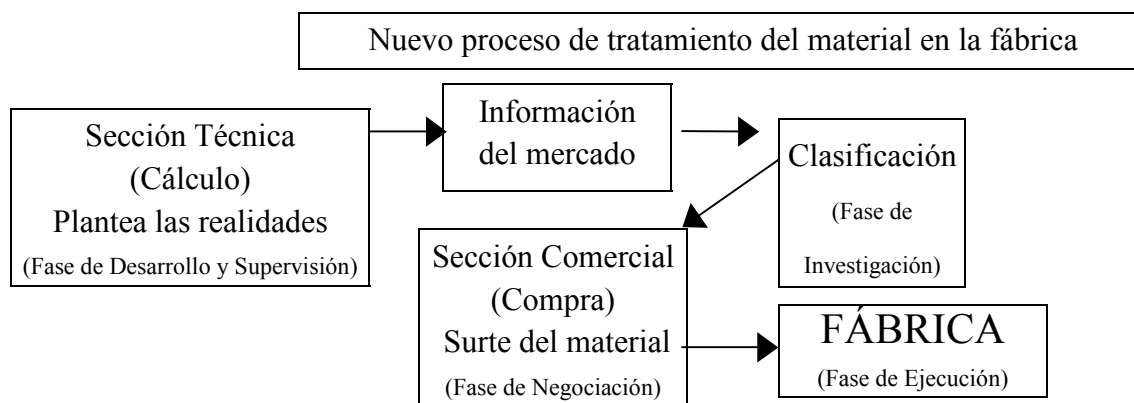 Nuevo proceso de tratamiento del material en la fábrica
Sección Técnica
(Cálculo)
Plantea las realidades
(Fase de Desarrollo y Supervisión)
Información
del mercado
Clasificación
(Fase de
Investigación)
Sección Comercial
(Compra)
Surte del material
(Fase de Negociación)
FÁBRICA
(Fase de Ejecución)